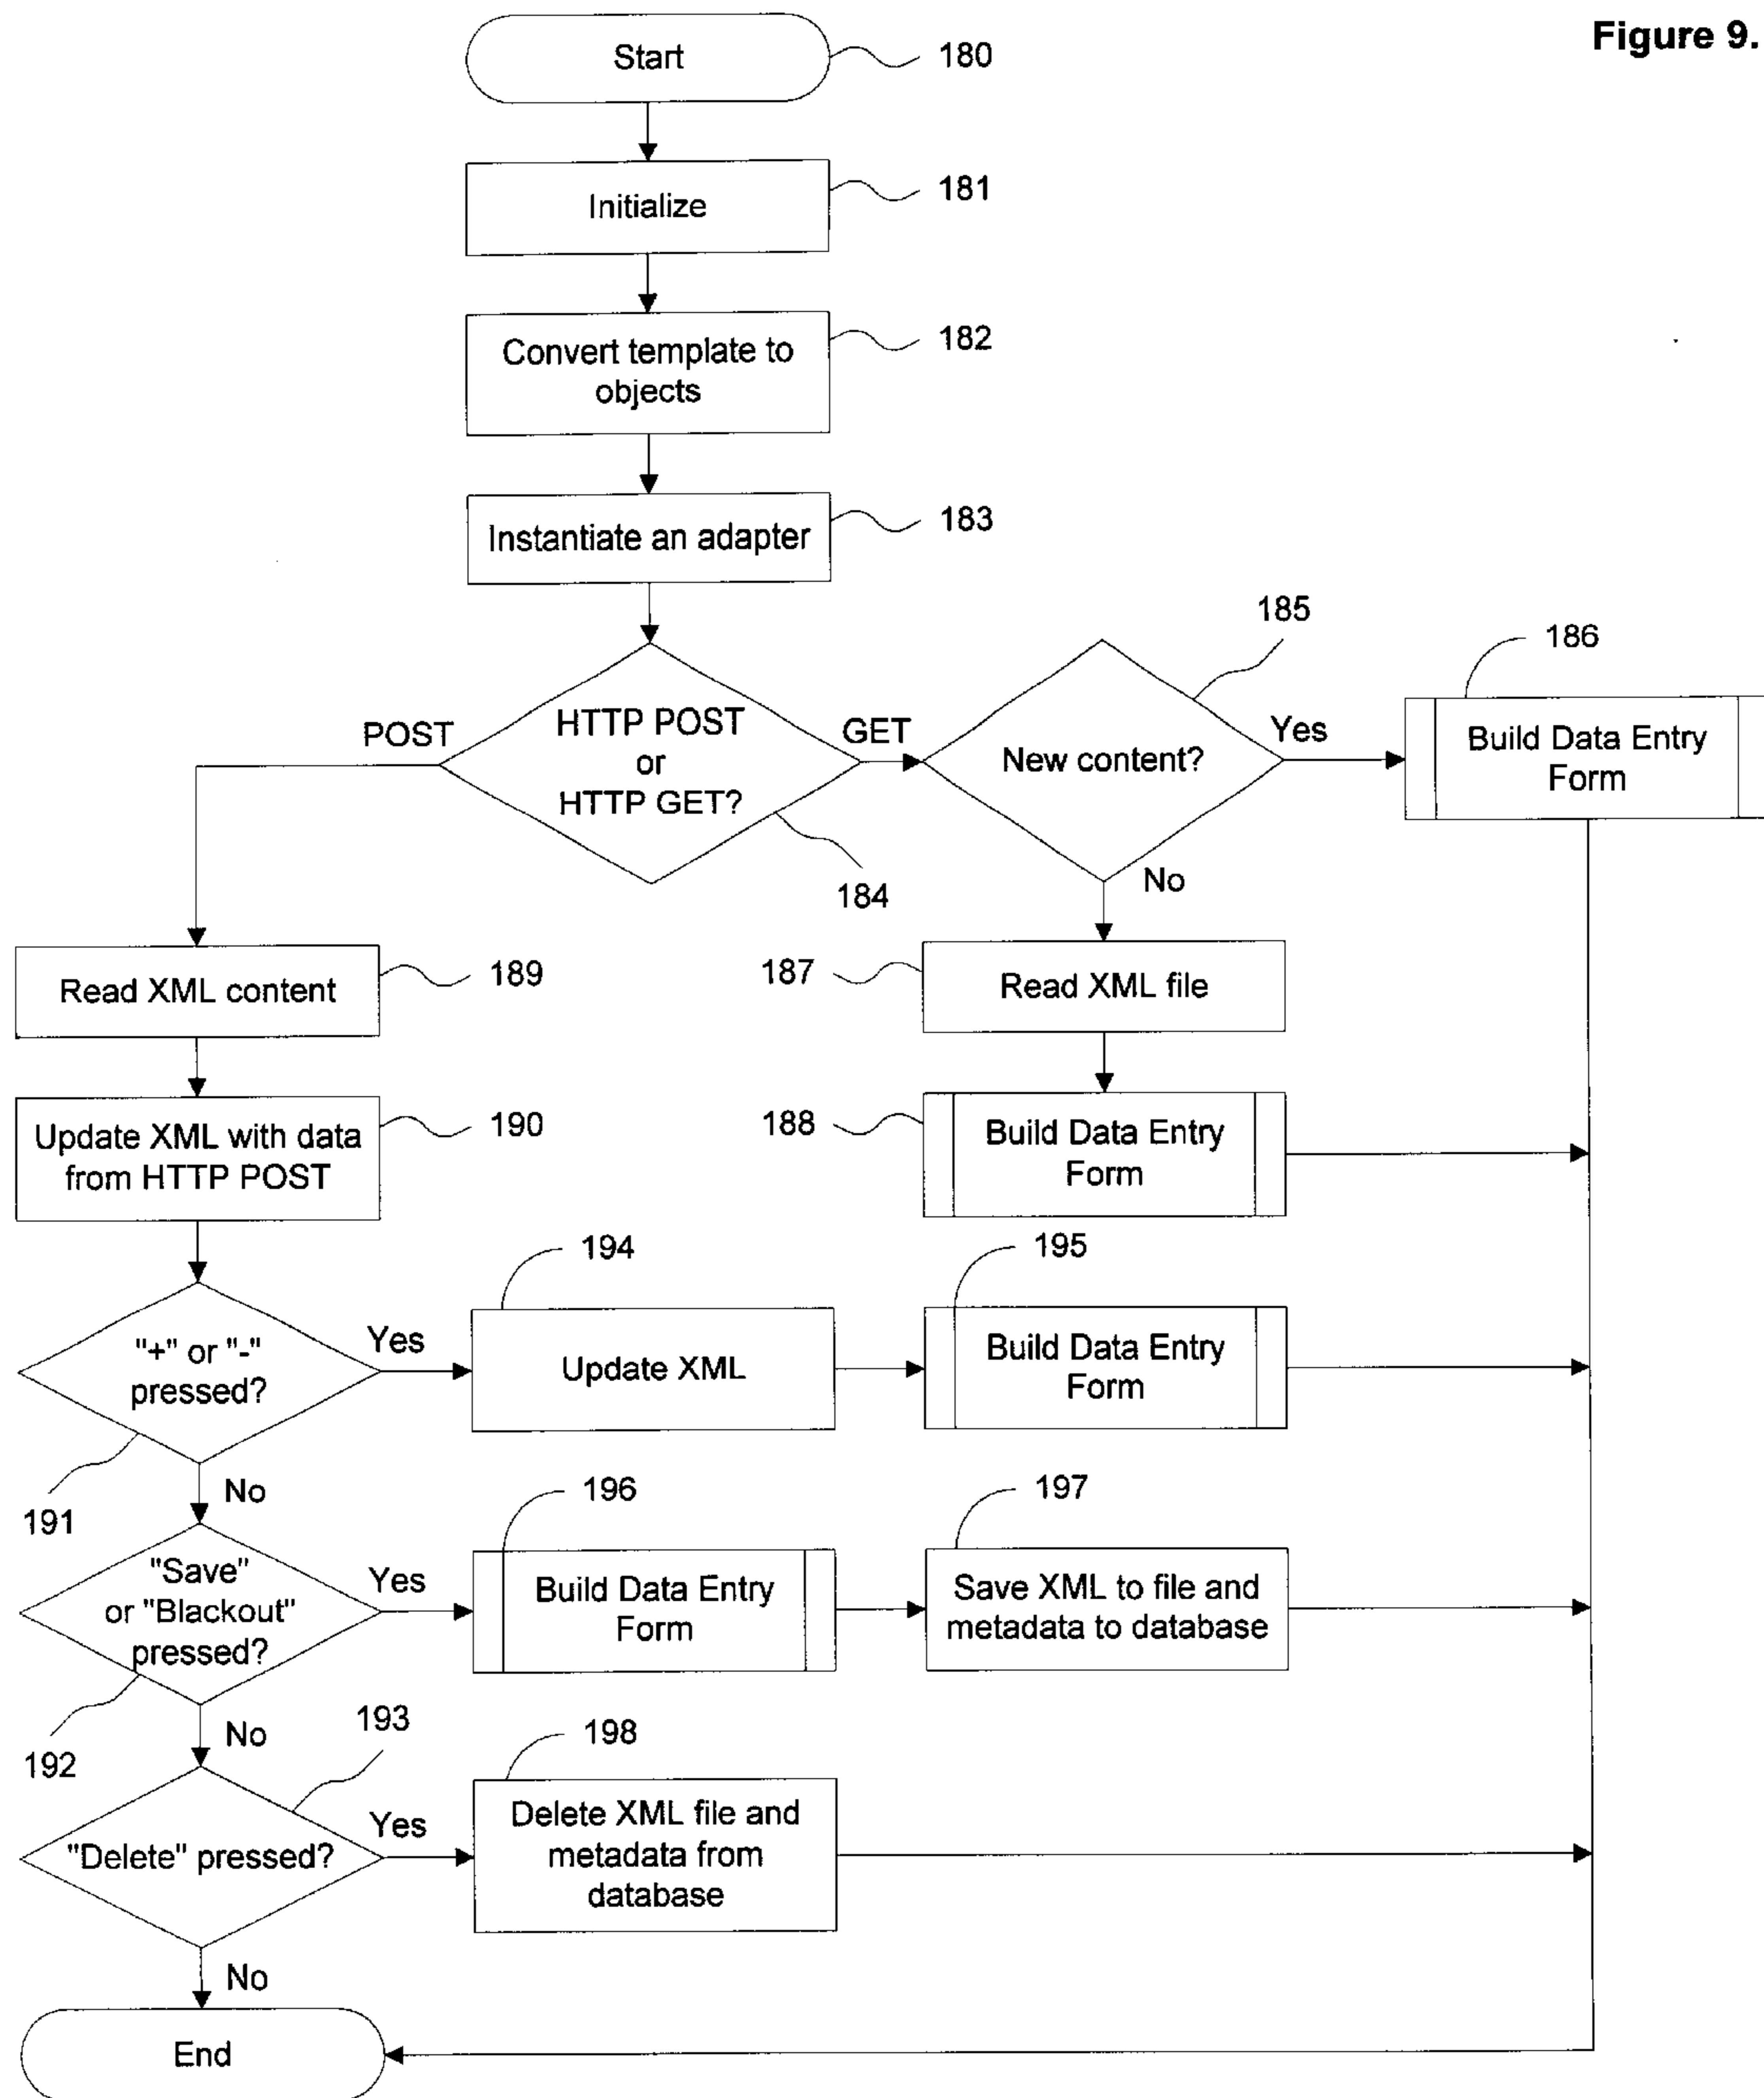 Figure 9.
Start
180
Initialize
181
Convert template to
objects
182
Instantiate an adapter
183
HTTP POST
or
HTTP GET?
184
POST
GET
New content?
185
Yes
Build Data Entry
Form
186
No
Read XML content
189
187
Read XML file
Update XML with data
from HTTP POST
190
188
Build Data Entry
Form
"+" or "-"
pressed?
191
Yes
194
Update XML
195
Build Data Entry
Form
No
"Save"
or "Blackout"
pressed?
192
Yes
196
Build Data Entry
Form
197
Save XML to file and
metadata to database
No
193
"Delete" pressed?
Yes
198
Delete XML file and
metadata from
database
No
End